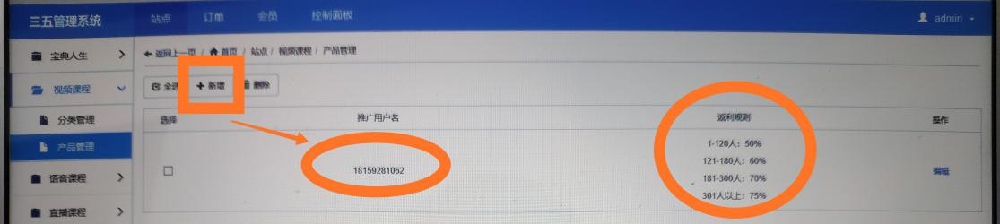 三五管理系统 站点 订单 会员 控制面板 admin
宝典人生
返回上一页 / 首页 / 站点 / 视频课程 / 产品管理
视频课程
全选 新增 删除
分类管理
选择 推广用户名 返利规则 操作
产品管理
1-120人：50%
121-180人：60%
18159281062 编辑
语音课程
181-300人：70%
301人以上：75%
直播课程